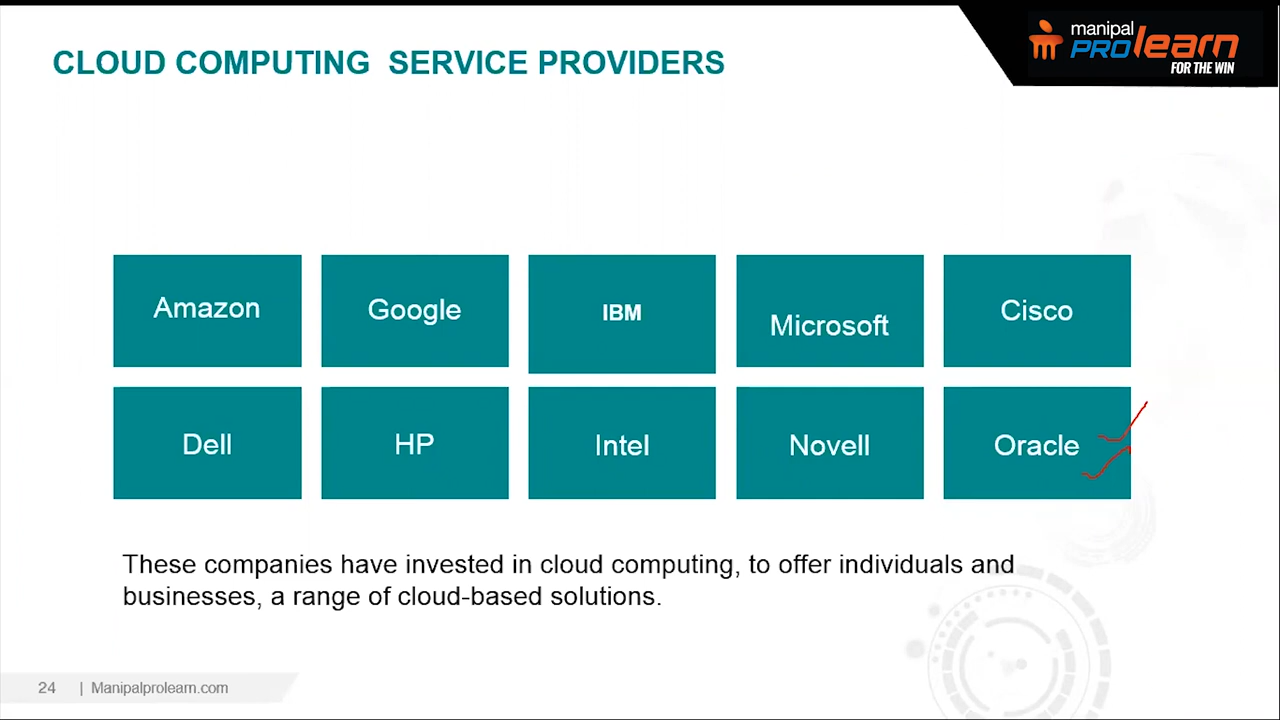 CLOUD COMPUTING SERVICE PROVIDERS
manipal
PROlearn
FOR THE WIN
Amazon
Google
IBM
Microsoft
Cisco
Dell
HP
Intel
Novell
Oracle
These companies have invested in cloud computing, to offer individuals and
businesses, a range of cloud-based solutions.
24 | Manipalprolearn.com